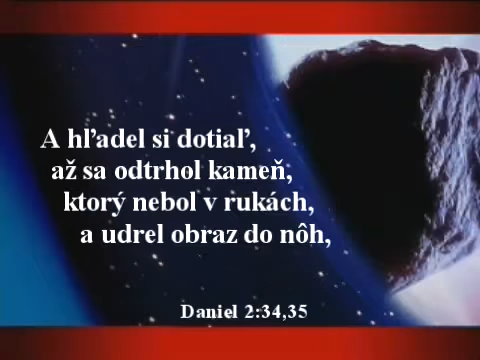 A hľadel si dotiaľ,
až sa odtrhol kameň,
ktorý nebol v rukách,
a udrel obraz do nôh,
Daniel 2:34,35